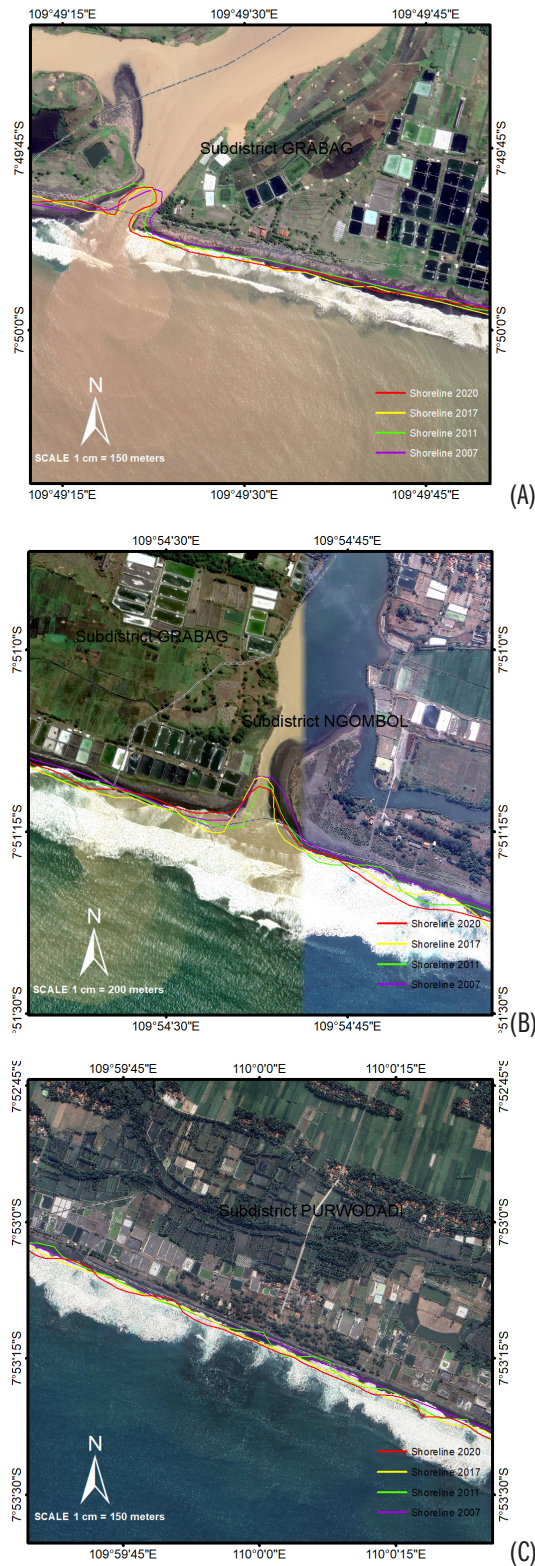 109°49'15"E 109°49'30"E 109°49'45"E
7°49'45"S 7°49'45"S
Subdistrict GRABAG
7°50'0"S 7°50'0"S
N
SCALE 1 cm = 150 meters
Shoreline 2020
Shoreline 2017
Shoreline 2011
Shoreline 2007
109°49'15"E 109°49'30"E 109°49'45"E
(A)
109°54'30"E 109°54'45"E
7°51'0"S 7°51'0"S
Subdistrict GRABAG
Subdistrict NGOMBOL
7°51'15"S 7°51'15"S
N
SCALE 1 cm = 200 meters
Shoreline 2020
Shoreline 2017
Shoreline 2011
Shoreline 2007
°51'30"S °51'30"S
109°54'30"E 109°54'45"E
(B)
109°59'45"E 110°0'0"E 110°0'15"E
7°52'45"S 7°52'45"S
Subdistrict PURWODADI
7°53'0"S 7°53'0"S
7°53'15"S 7°53'15"S
N
SCALE 1 cm = 150 meters
Shoreline 2020
Shoreline 2017
Shoreline 2011
Shoreline 2007
7°53'30"S 7°53'30"S
109°59'45"E 110°0'0"E 110°0'15"E
(C)